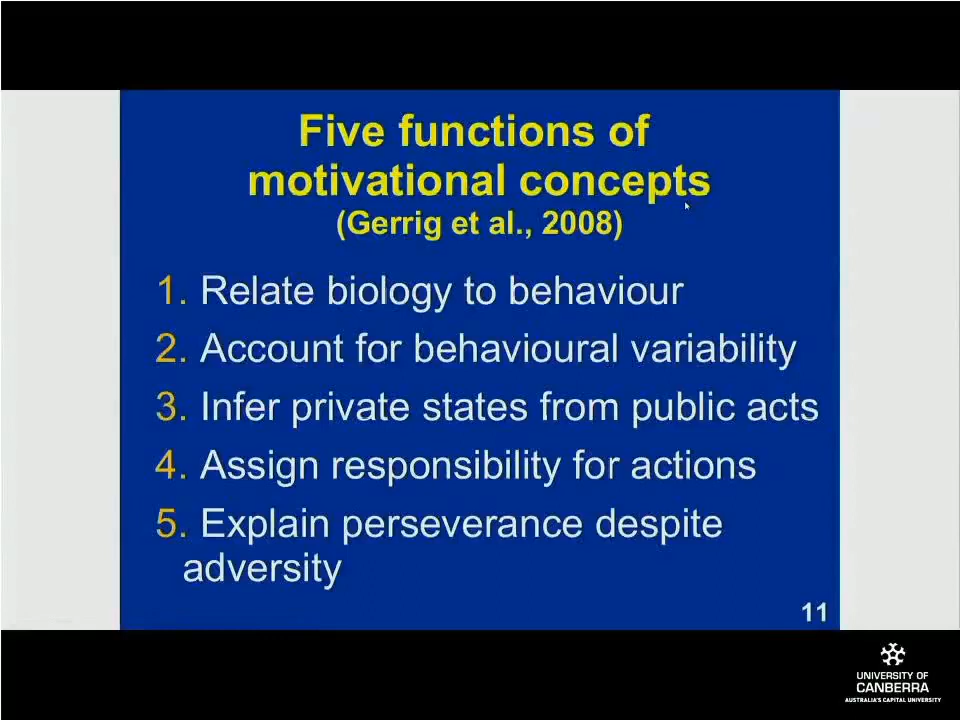 Five functions of
motivational concepts
(Gerrig et al., 2008)
1. Relate biology to behaviour
2. Account for behavioural variability
3. Infer private states from public acts
4. Assign responsibility for actions
5. Explain perseverance despite
adversity
11
UNIVERSITY OF
CANBERRA
AUSTRALIA'S CAPITAL UNIVERSITY